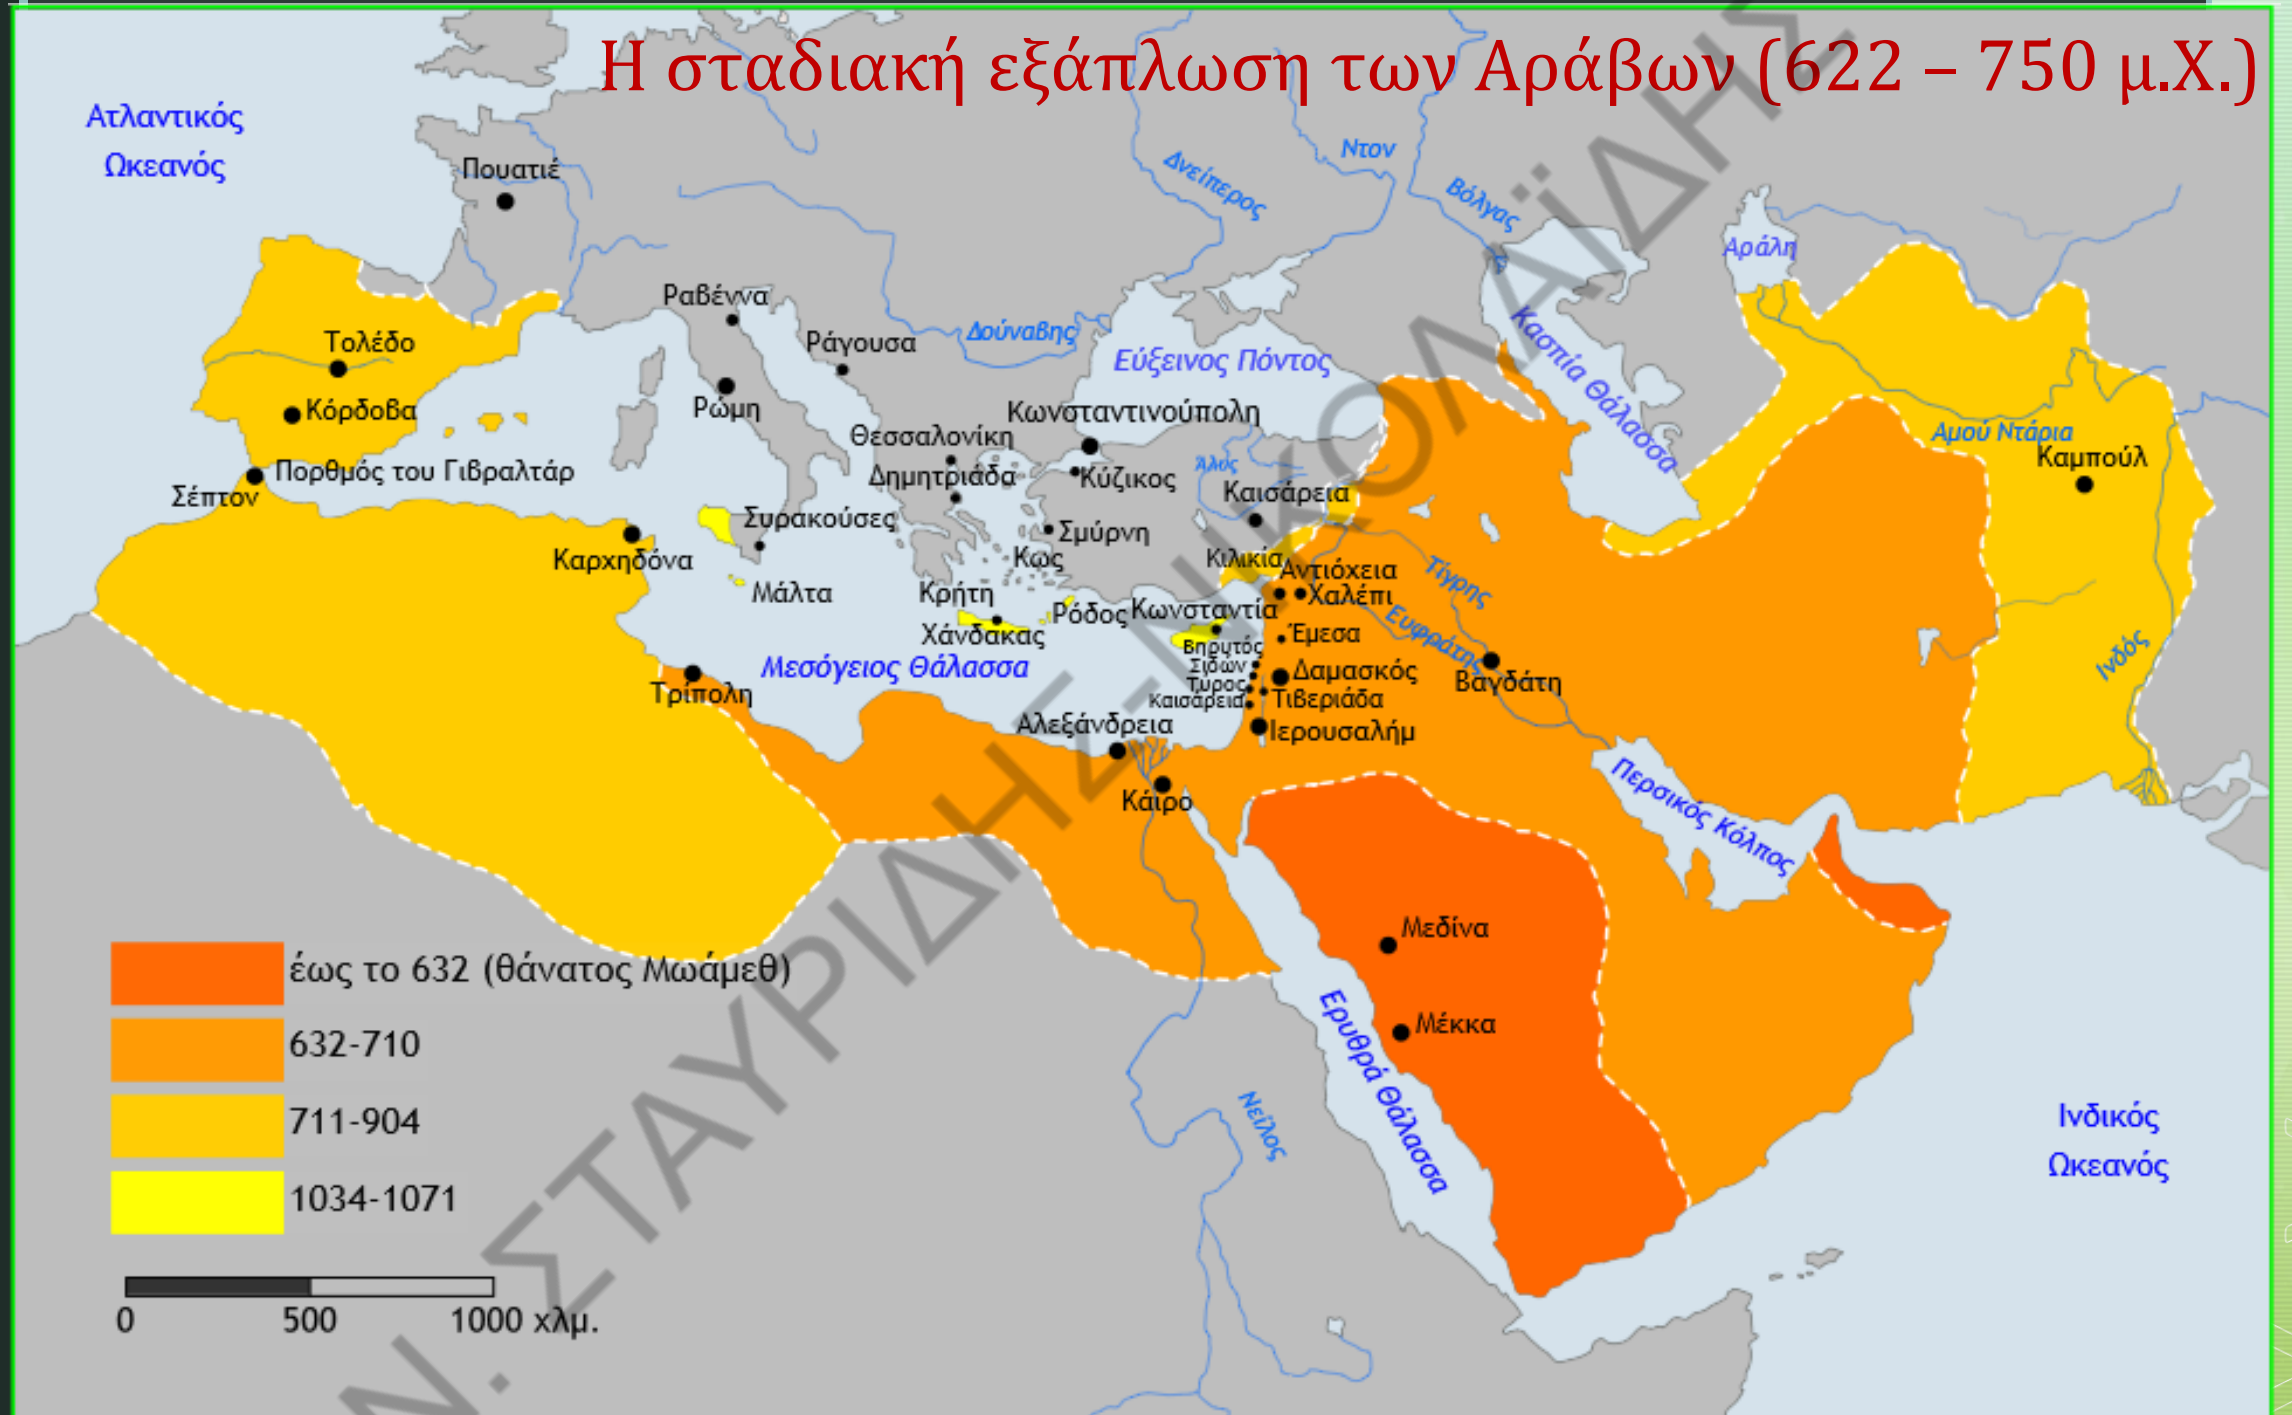 Η σταδιακή εξάπλωση των Αράβων (622 – 750 μ.Χ.)
Ατλαντικός
Ωκεανός
Πουατιέ
Δνείπερος
Ντον
Βόλγας
Αράλη
Ραβέννα
Ράγουσα
Δούναβης
Εύξεινος Πόντος
Κασπία Θάλασσα
Τολέδο
Κόρδοβα
Ρώμη
Κωνσταντινούπολη
Θεσσαλονίκη
Δημητριάδα
Κύζικος
Άλυς
Καισάρεια
Αμού Ντάρια
Καμπούλ
Πορθμός του Γιβραλτάρ
Σέπτον
Καρχηδόνα
Συρακούσες
Σμύρνη
Κως
Κιλικία
Αντιόχεια
Χαλέπι
Τίγρης
Μάλτα
Κρήτη
Χάνδακας
Ρόδος
Κωνσταντία
Έμεσα
Ευφράτης
Βηρυτός
Σιδών
Τύρος
Καισάρεια
Δαμασκός
Τιβεριάδα
Ιερουσαλήμ
Βαγδάτη
Ινδός
Μεσόγειος Θάλασσα
Τρίπολη
Αλεξάνδρεια
Κάιρο
Περσικός Κόλπος
Μεδίνα
Μέκκα
Ερυθρά Θάλασσα
Νείλος
Ινδικός
Ωκεανός
έως το 632 (θάνατος Μωάμεθ)
632-710
711-904
1034-1071
0 500 1000 χλμ.
Ν. ΣΤΑΥΡΙΔΗΣ-ΝΙΚΟΛΑΪΔΗΣ